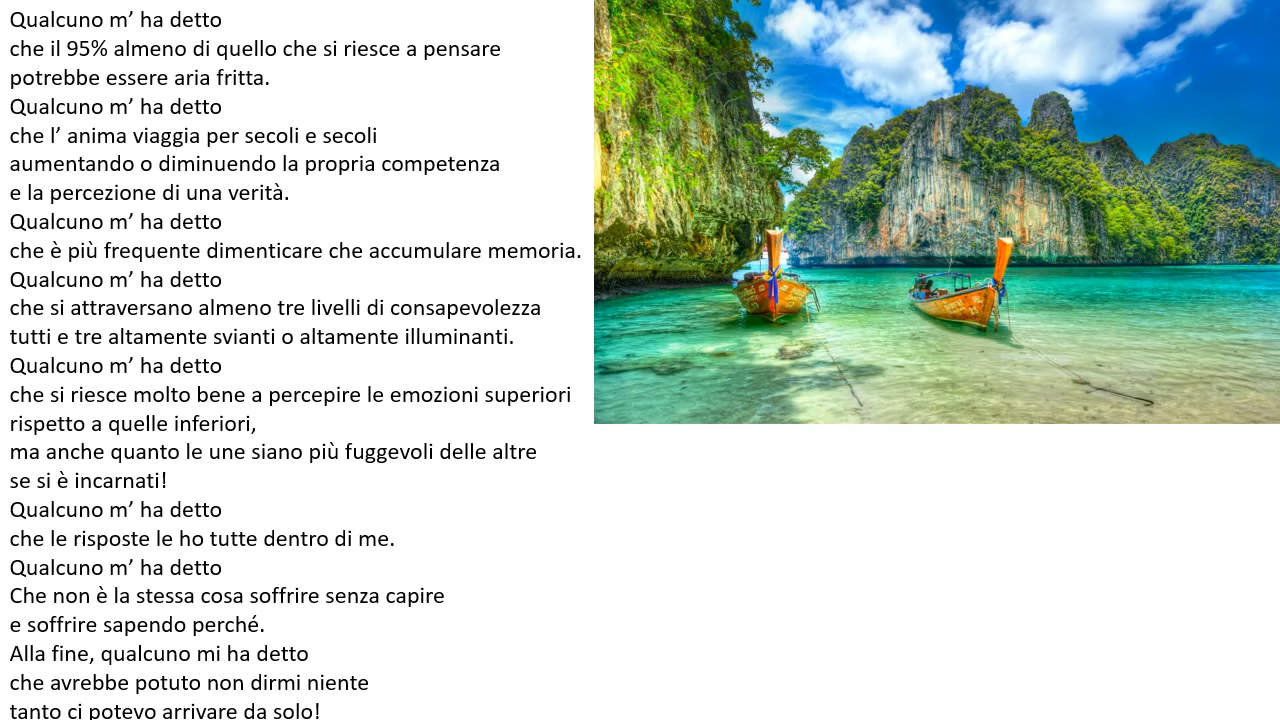 Qualcuno m’ ha detto
che il 95% almeno di quello che si riesce a pensare
potrebbe essere aria fritta.
Qualcuno m’ ha detto
che l’ anima viaggia per secoli e secoli
aumentando o diminuendo la propria competenza
e la percezione di una verità.
Qualcuno m’ ha detto
che è più frequente dimenticare che accumulare memoria.
Qualcuno m’ ha detto
che si attraversano almeno tre livelli di consapevolezza
tutti e tre altamente svianti o altamente illuminanti.
Qualcuno m’ ha detto
che si riesce molto bene a percepire le emozioni superiori
rispetto a quelle inferiori,
ma anche quanto le une siano più fuggevoli delle altre
se si è incarnati!
Qualcuno m’ ha detto
che le risposte le ho tutte dentro di me.
Qualcuno m’ ha detto
Che non è la stessa cosa soffrire senza capire
e soffrire sapendo perché.
Alla fine, qualcuno mi ha detto
che avrebbe potuto non dirmi niente
tanto ci potevo arrivare da solo!